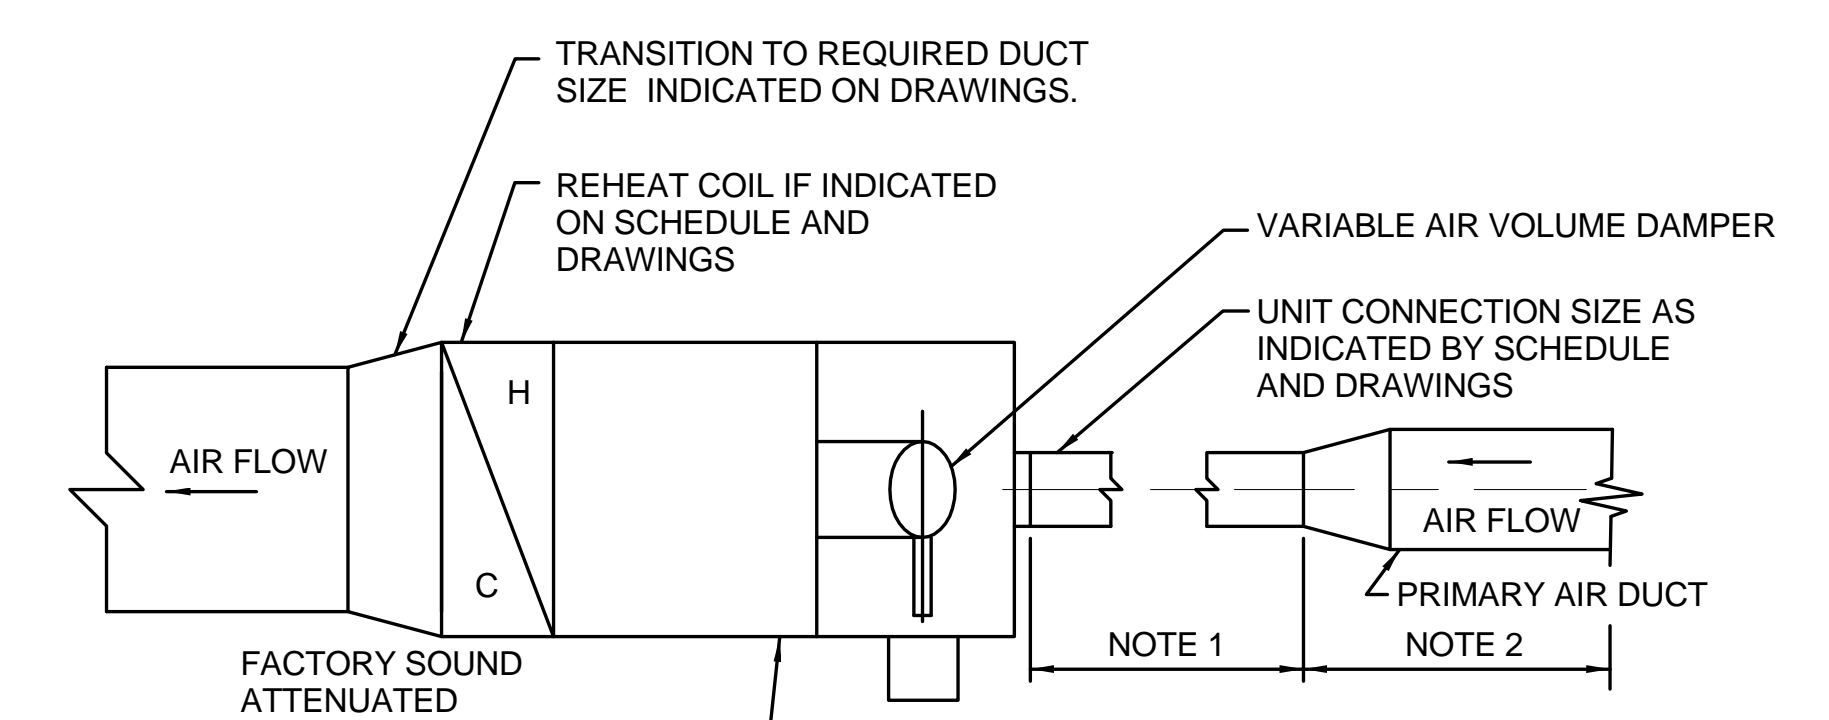 TRANSITION TO REQUIRED DUCT
SIZE  INDICATED ON DRAWINGS.
REHEAT COIL IF INDICATED
ON SCHEDULE AND
DRAWINGS
VARIABLE AIR VOLUME DAMPER
UNIT CONNECTION SIZE AS
INDICATED BY SCHEDULE
AND DRAWINGS
H
AIR FLOW
AIR FLOW
C
PRIMARY AIR DUCT
NOTE 1
NOTE 2
FACTORY SOUND
ATTENUATED